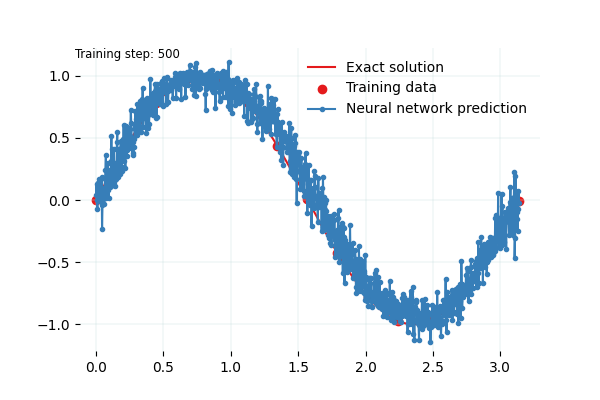 Training step: 500
Exact solution
Training data
Neural network prediction
1.0
0.5
0.0
−0.5
−1.0
0.0 0.5 1.0 1.5 2.0 2.5 3.0